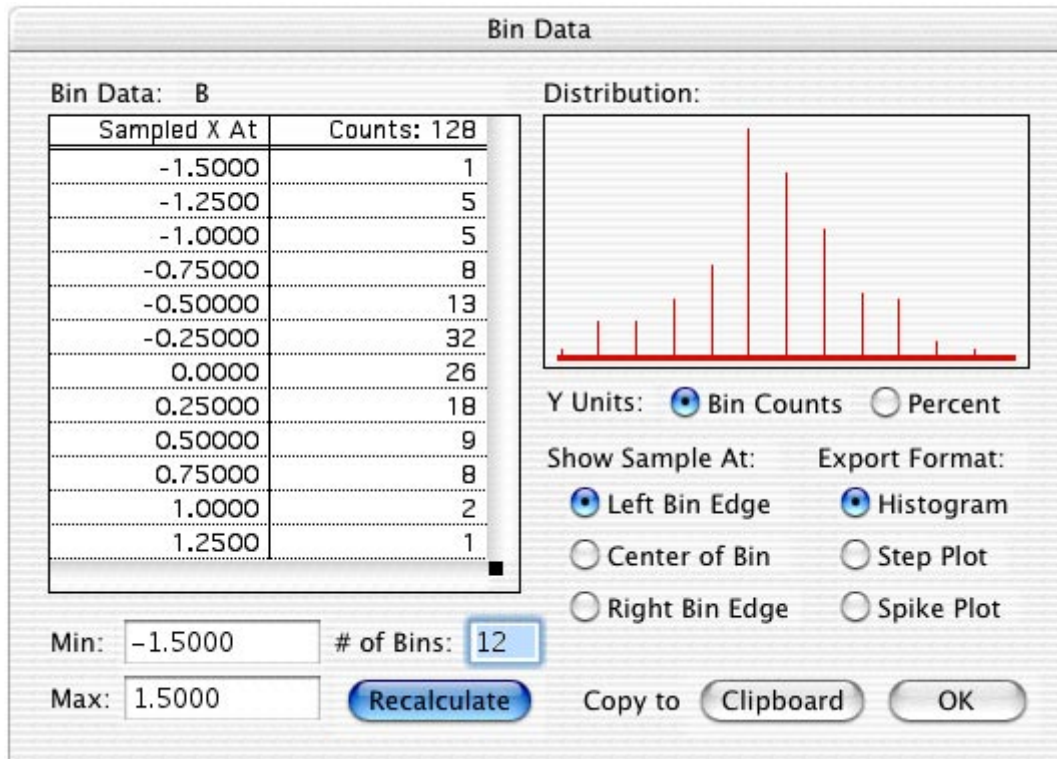 Bin Data
Bin Data: B
Sampled X At Counts: 128
-1.5000 1
-1.2500 5
-1.0000 5
-0.75000 8
-0.50000 13
-0.25000 32
0.0000 26
0.25000 18
0.50000 9
0.75000 8
1.0000 2
1.2500 1
Min: -1.5000 # of Bins: 12
Max: 1.5000 Recalculate
Distribution:
Y Units: Bin Counts Percent
Show Sample At: Export Format:
Left Bin Edge Histogram
Center of Bin Step Plot
Right Bin Edge Spike Plot
Copy to Clipboard OK